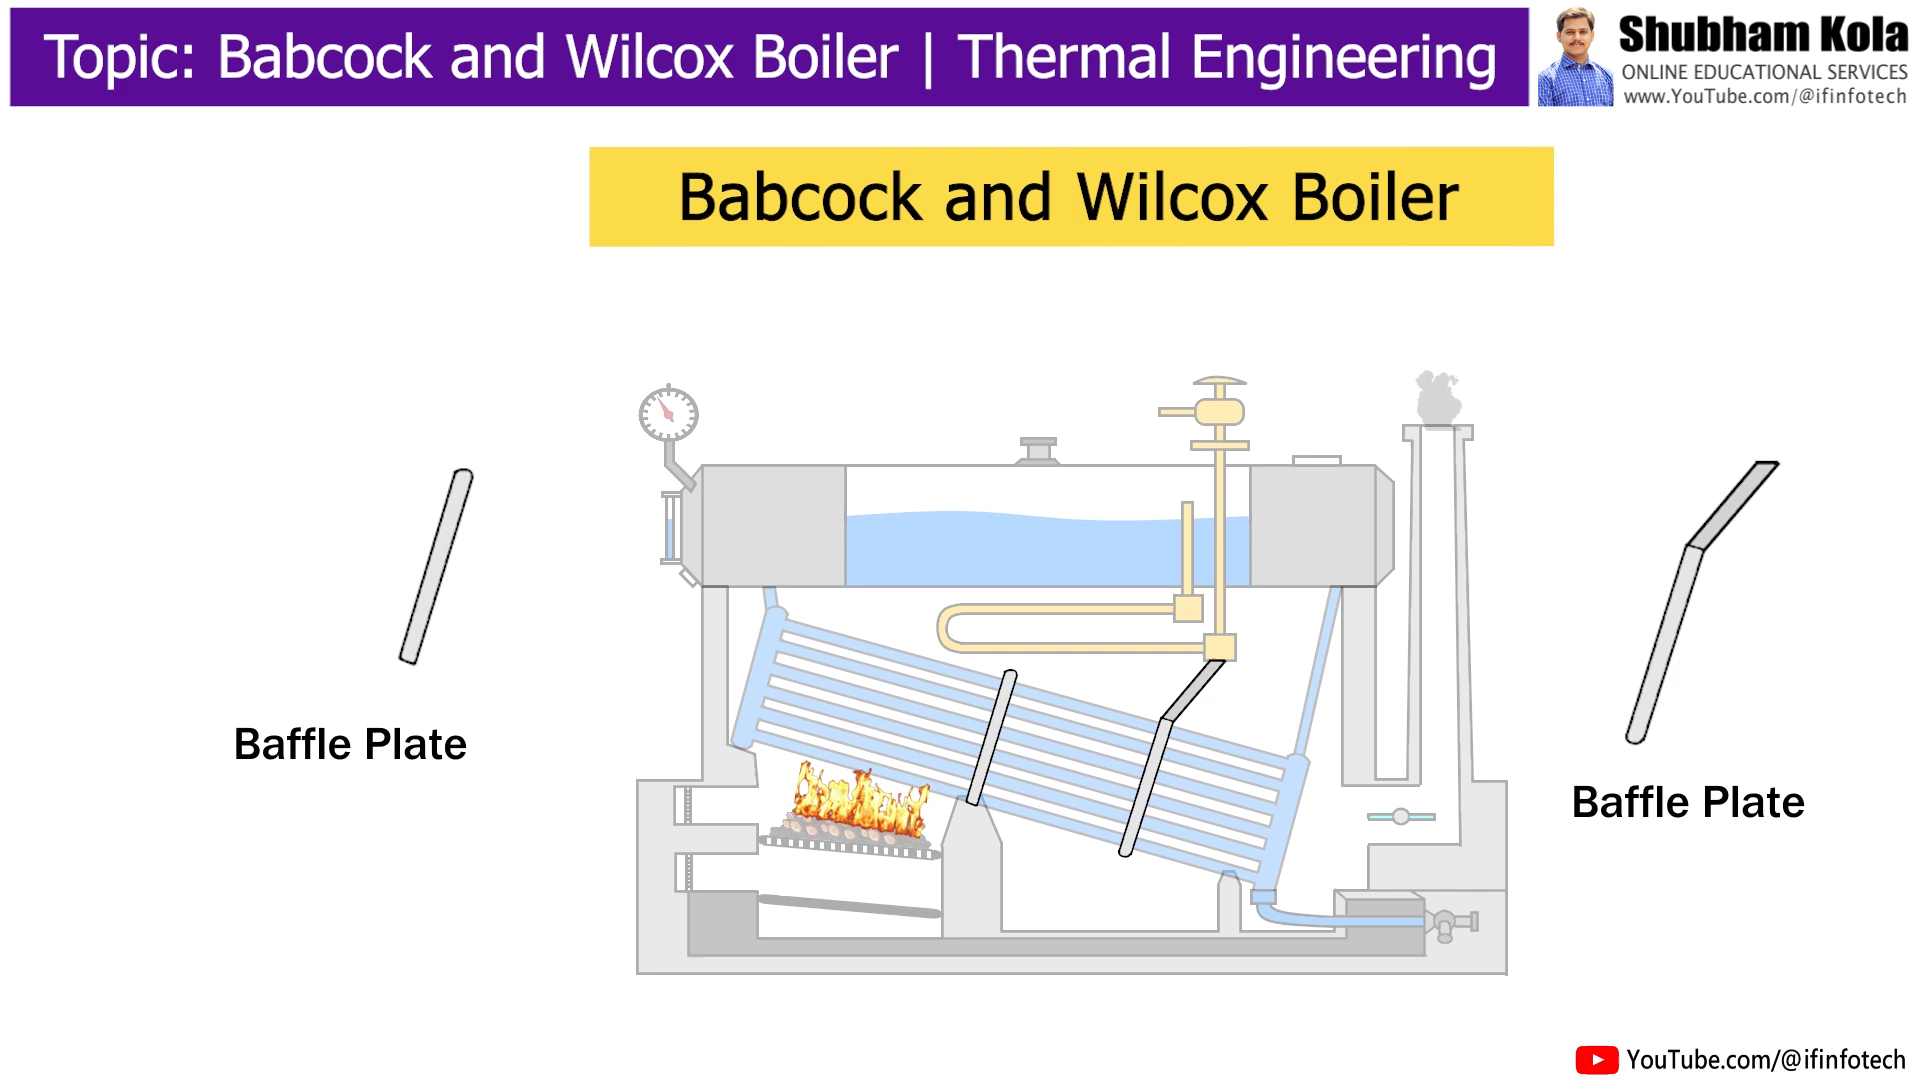 Topic: Babcock and Wilcox Boiler | Thermal Engineering
Shubham Kola
ONLINE EDUCATIONAL SERVICES
www.YouTube.com/@ifinfotech
Babcock and Wilcox Boiler
Baffle Plate
Baffle Plate
YouTube.com/@ifinfotech